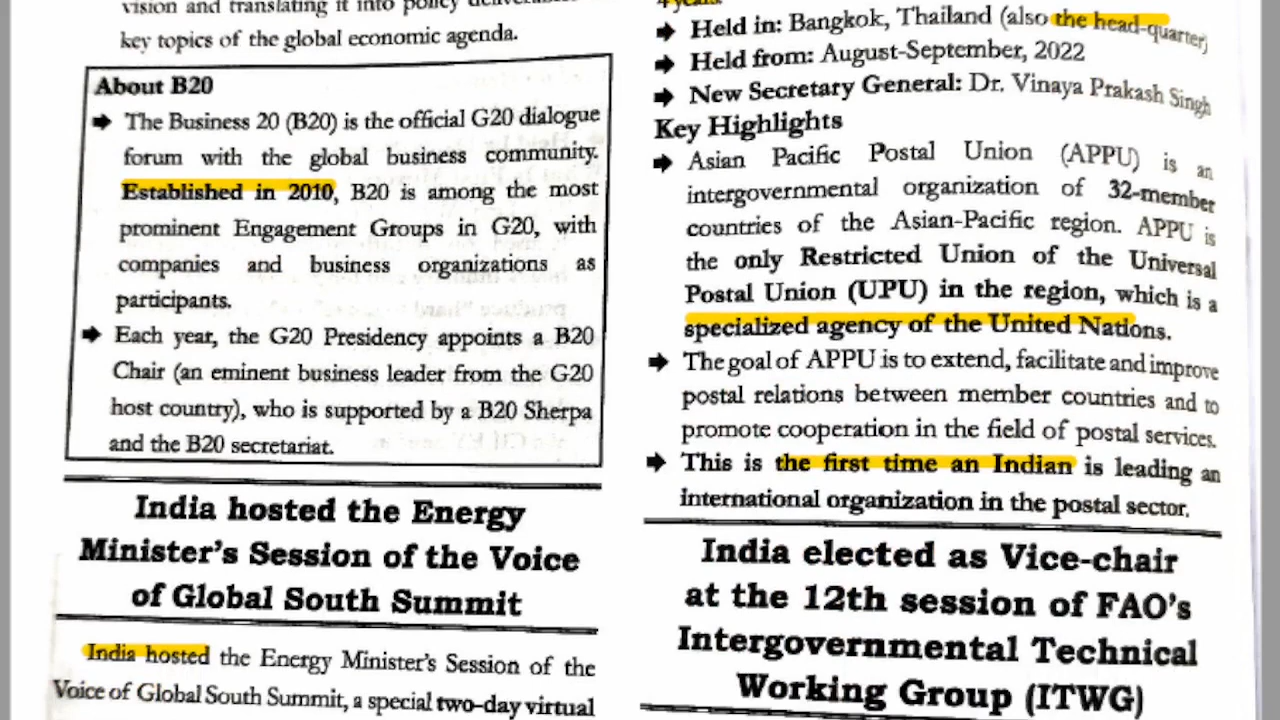 vision and translating it into policy
key topics of the global economic agenda.
About B20
➔ The Business 20 (B20) is the official G20 dialogue
forum with the global business community.
Established in 2010, B20 is among the most
prominent Engagement Groups in G20, with
companies and business organizations as
participants.
➔ Each year, the G20 Presidency appoints a B20
Chair (an eminent business leader from the G20
host country), who is supported by a B20 Sherpa
and the B20 secretariat.
India hosted the Energy
Minister's Session of the Voice
of Global South Summit
India hosted the Energy Minister's Session of the
Voice of Global South Summit, a special two-day virtual
4 years.
➔ Held in: Bangkok, Thailand (also the head-quarter)
➔ Held from: August-September, 2022
➔ New Secretary General: Dr. Vinaya Prakash Singh
Key Highlights
➔ Asian Pacific Postal Union (APPU) is an
intergovernmental organization of 32-member
countries of the Asian-Pacific region. APPU is
the only Restricted Union of the Universal
Postal Union (UPU) in the region, which is a
specialized agency of the United Nations.
➔ The goal of APPU is to extend, facilitate and improve
postal relations between member countries and to
promote cooperation in the field of postal services.
➔ This is the first time an Indian is leading an
international organization in the postal sector.
India elected as Vice-chair
at the 12th session of FAO's
Intergovernmental Technical
Working Group (ITWG)